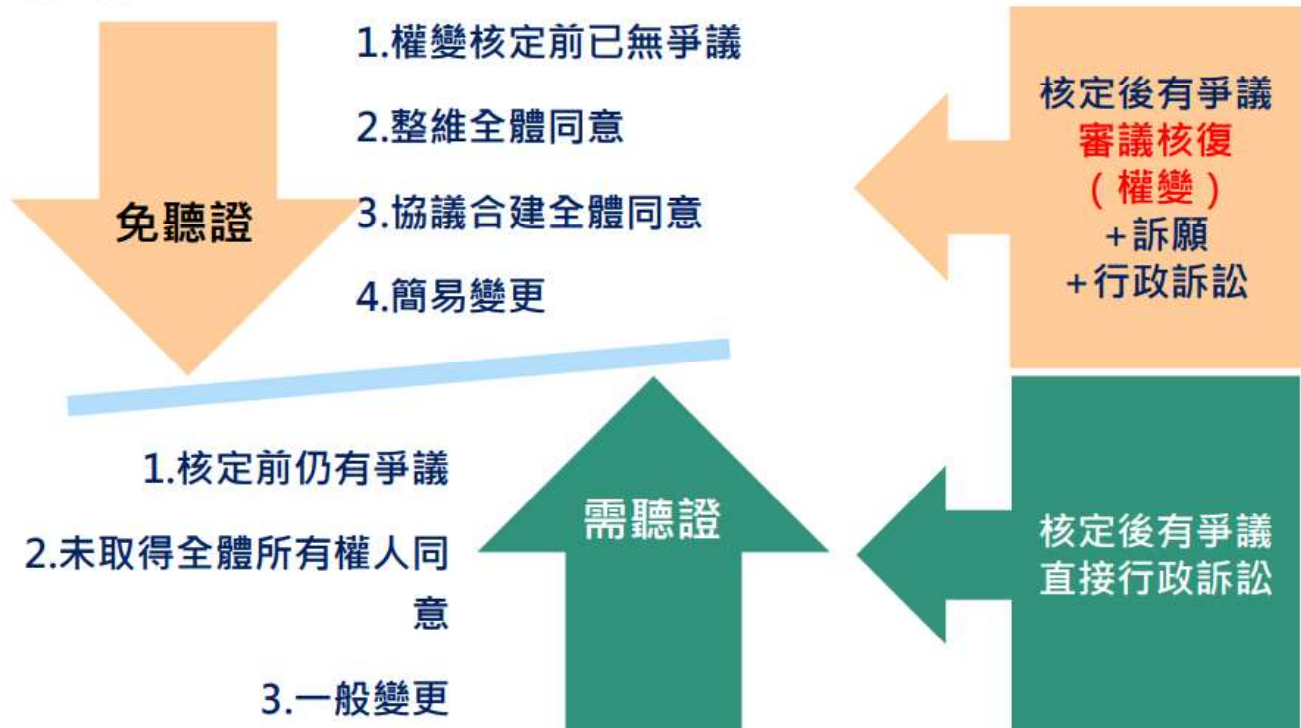 1.權變核定前已無爭議
2.整維全體同意
3.協議合建全體同意
4.簡易變更
免聽證
核定後有爭議
審議核復
（權變）
+訴願
+行政訴訟
1.核定前仍有爭議
2.未取得全體所有權人同
意
3.一般變更
需聽證
核定後有爭議
直接行政訴訟